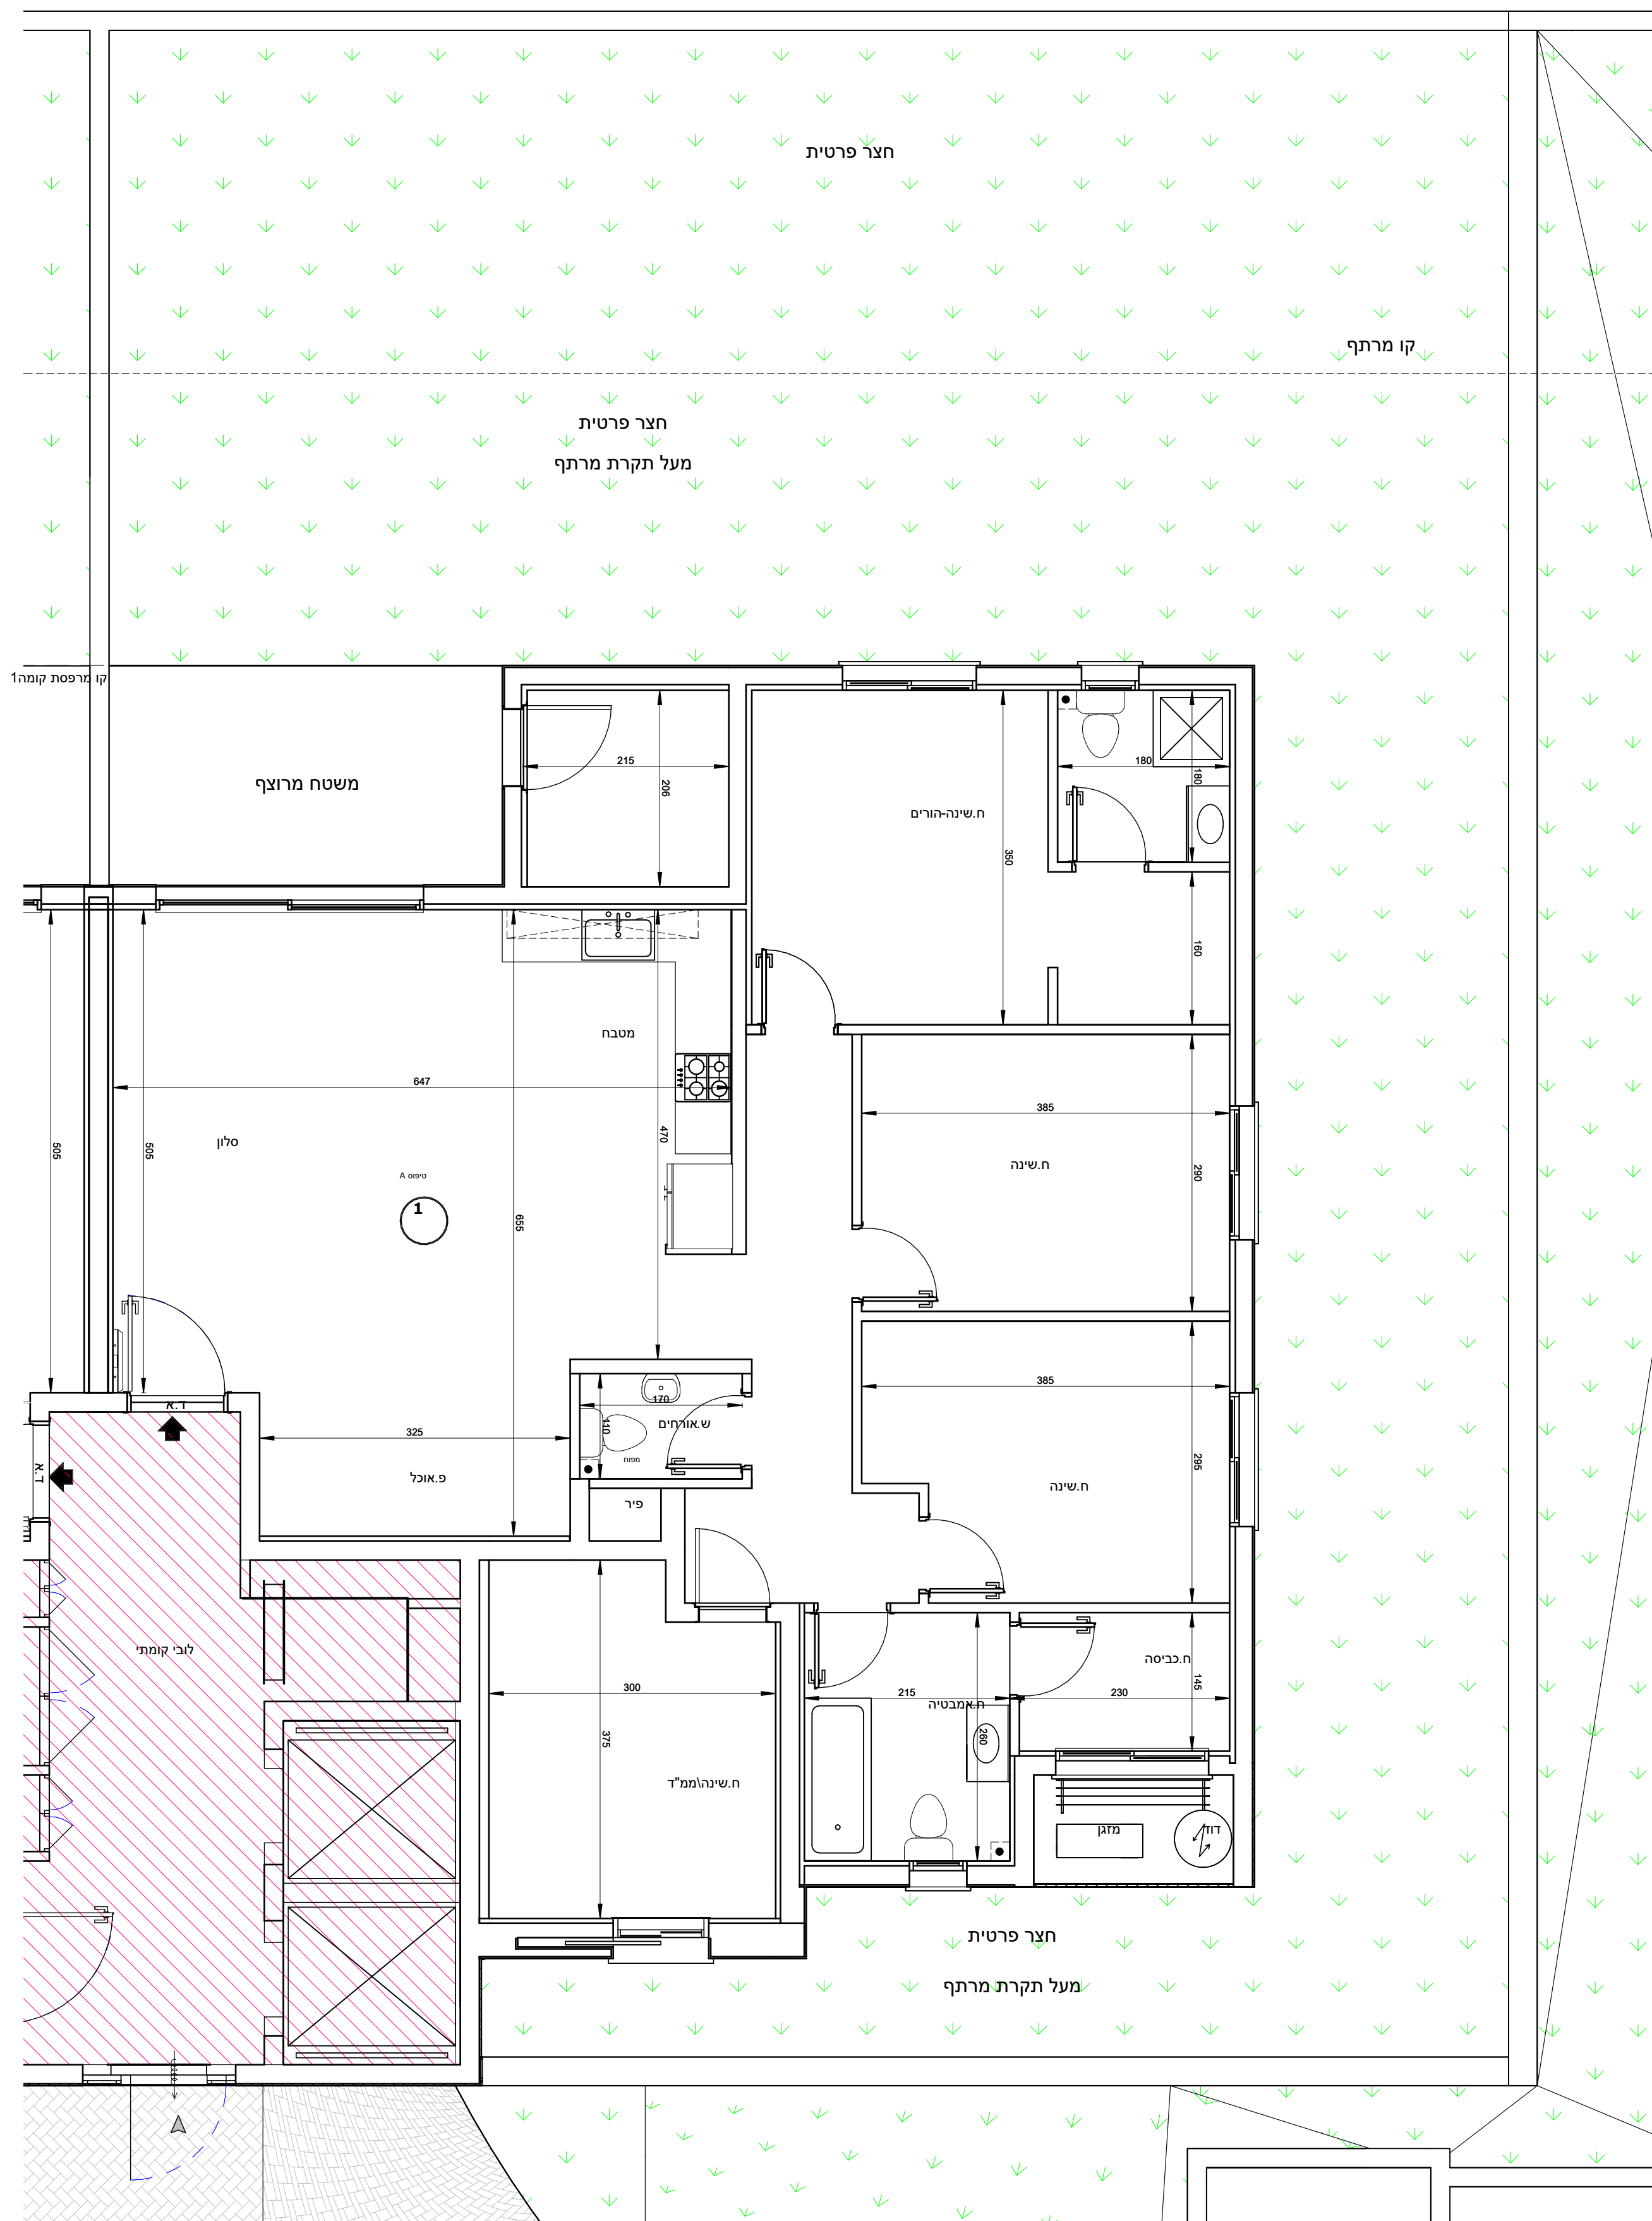 חצר פרטית
קו מרתף
חצר פרטית
מעל תקרת מרתף
קו מרפסת קומה1
משטח מרוצף
215
206
180
180
ח.שינה-הורים
350
160
מטבח
647
385
470
505
505
סלון
290
ח.שינה
טיפוס A
1
655
385
170
ד.א
110
ש.אורחים
325
מפוח
295
ד.א
פ.אוכל
ח.שינה
פיר
לובי קומתי
ח.כביסה
145
300
215
230
ח.אמבטיה
375
260
ח.שינה\ממ"ד
מזגן
דוד
חצר פרטית
מעל תקרת מרתף